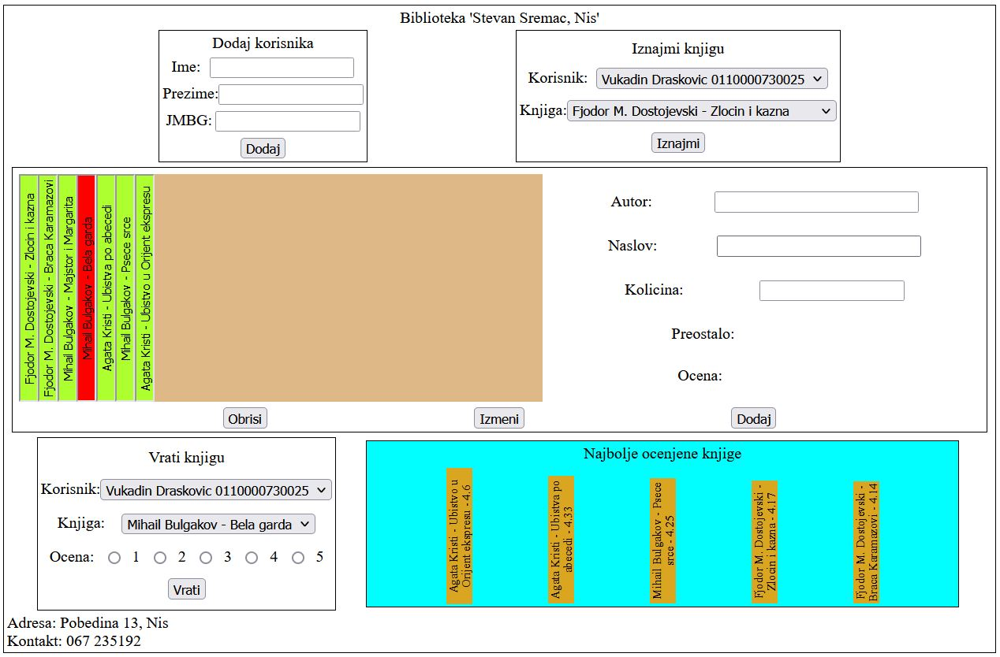 Biblioteka 'Stevan Sremac, Nis'
Dodaj korisnika
Ime:
Prezime:
JMBG:
Dodaj
Iznajmi knjigu
Korisnik: Vukadin Draskovic 0110000730025
Knjiga: Fjodor M. Dostojevski - Zlocin i kazna
Iznajmi
Fjodor M. Dostojevski - Zlocin i kazna
Fjodor M. Dostojevski - Braca Karamazovi
Mihail Bulgakov - Majstor i Margarita
Mihail Bulgakov - Bela garda
Agata Kristi - Ubistva po abecedi
Mihail Bulgakov - Psece srce
Agata Kristi - Ubistvo u Orijent ekspresu
Autor:
Naslov:
Kolicina:
Preostalo:
Ocena:
Obrisi
Izmeni
Dodaj
Vrati knjigu
Korisnik: Vukadin Draskovic 0110000730025
Knjiga: Mihail Bulgakov - Bela garda
Ocena: 1 2 3 4 5
Vrati
Najbolje ocenjene knjige
Agata Kristi - Ubistvo u
Orijent ekspresu - 4.6
Agata Kristi - Ubistva po
abecedi - 4.33
Mihail Bulgakov - Psece
srce - 4.25
Fjodor M. Dostojevski -
Zlocin i kazna - 4.17
Fjodor M. Dostojevski -
Braca Karamazovi - 4.14
Adresa: Pobedina 13, Nis
Kontakt: 067 235192